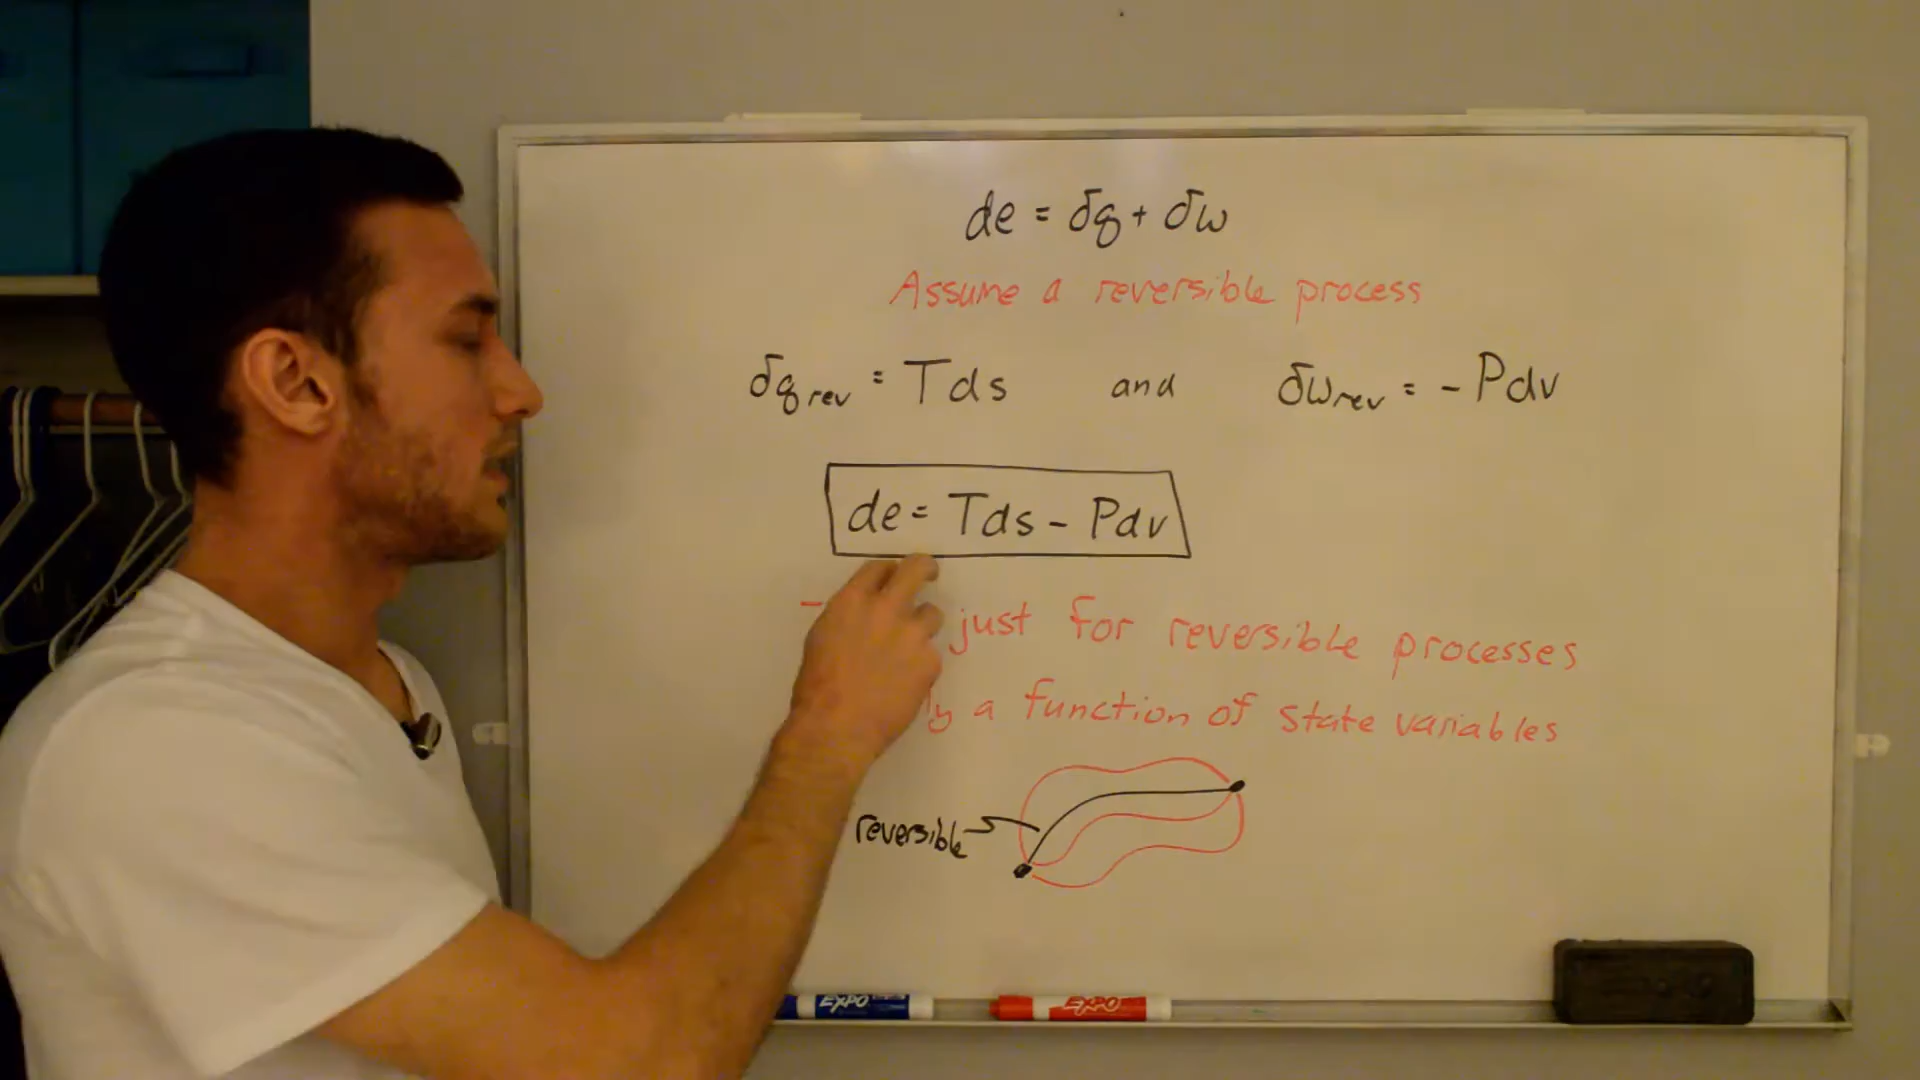 de = δq + δw
Assume a reversible process
δq rev = Tds and δw rev = - Pdv
de = Tds - Pdv
just for reversible processes
a function of state variables
reversible
EXPO EXPO